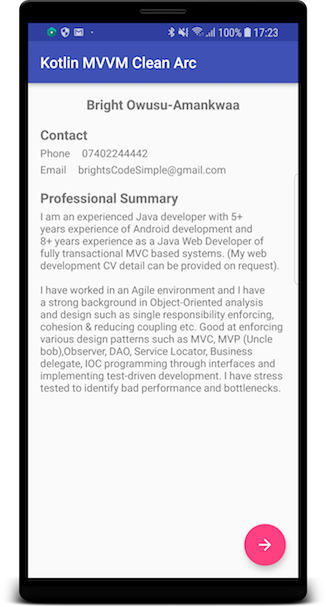 100% 17:23
Kotlin MVVM Clean Arc
Bright Owusu-Amankwaa
Contact
Phone 07402244442
Email brightsCodeSimple@gmail.com
Professional Summary
I am an experienced Java developer with 5+
years experience of Android development and
8+ years experience as a Java Web Developer of
fully transactional MVC based systems. (My web
development CV detail can be provided on request).
I have worked in an Agile environment and I have
a strong background in Object-Oriented analysis
and design such as single responsibility enforcing,
cohesion & reducing coupling etc. Good at enforcing
various design patterns such as MVC, MVP (Uncle
bob),Observer, DAO, Service Locator, Business
delegate, IOC programming through interfaces and
implementing test-driven development. I have stress
tested to identify bad performance and bottlenecks.